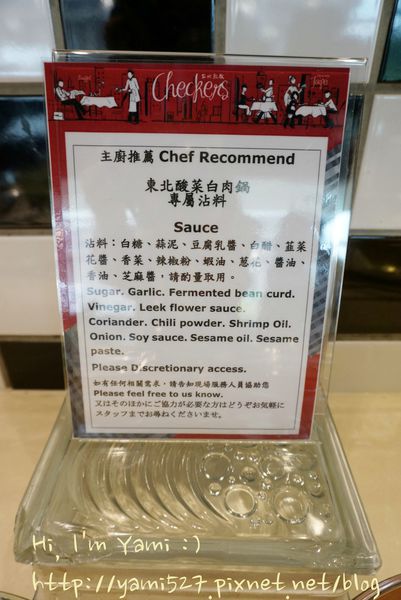 Checkers
主廚推薦 Chef Recommend
東北酸菜白肉鍋
專屬沾料
Sauce
沾料：白糖、蒜泥、豆腐乳醬、白醋、韮菜
花醬、香菜、辣椒粉、蝦油、蔥花、醬油、
香油、芝麻醬，請酌量取用。
Sugar. Garlic. Fermented bean curd.
Vinegar. Leek flower sauce.
Coriander. Chili powder. Shrimp Oil.
Onion. Soy sauce. Sesame oil. Sesame
paste.
Please Discretionary access.
如有任何相關需求，請告知現場服務人員協助您
Please feel free to us know.
又はそのほかにご協力が必要な方はどうぞお気軽に
スタッフまでお尋ねくださいませ。
Hi, I'm Yami :)
http://yami527.pixnet.net/blog